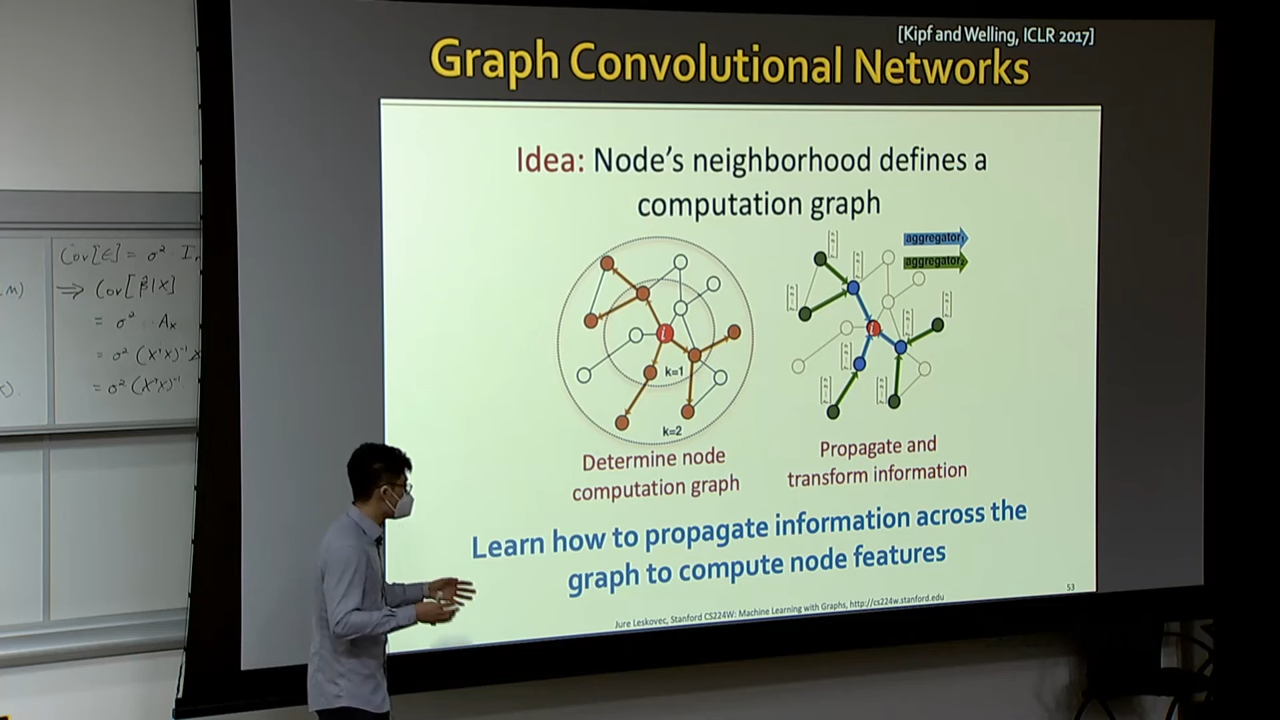 [Kipf and Welling, ICLR 2017]
Graph Convolutional Networks
Idea: Node's neighborhood defines a
computation graph
aggregator₁
aggregator₂
i
k=1
k=2
i
Determine node
computation graph
Propagate and
transform information
Learn how to propagate information across the
graph to compute node features
53
Jure Leskovec, Stanford CS224W: Machine Learning with Graphs, http://cs224w.stanford.edu
Cov[ϵ] = σ² I
⇒ Cov[β̂|X]
= σ² Aₓ
= σ² (X'X)⁻¹
= σ² (X'X)⁻¹